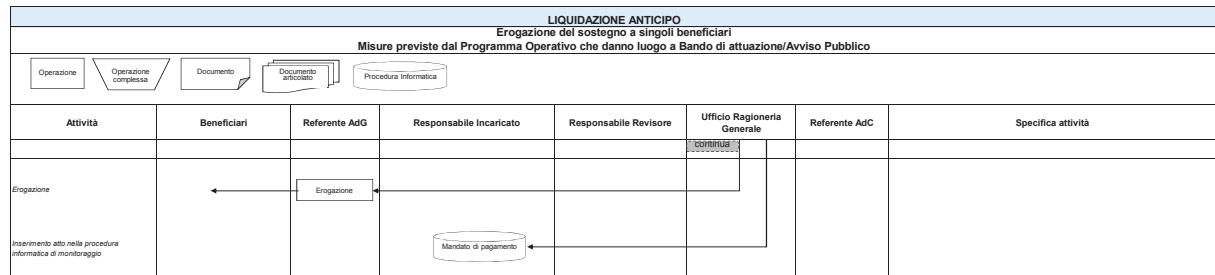 LIQUIDAZIONE ANTICIPO
Erogazione del sostegno a singoli beneficiari
Misure previste dal Programma Operativo che danno luogo a Bando di attuazione/Avviso Pubblico
Operazione
Operazione
complessa
Documento
Documento
articolato
Procedura Informatica
Attività
Beneficiari
Referente AdG
Responsabile Incaricato
Responsabile Revisore
Ufficio Ragioneria
Generale
Referente AdC
Specifica attività
continua
Erogazione
Erogazione
Inserimento atto nella procedura
informatica di monitoraggio
Mandato di pagamento